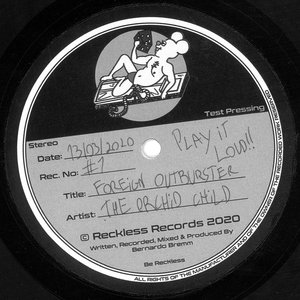 Test Pressing
Stereo
Date: 13/03/2020
PLAY IT
LOUD!!
Rec. No: #1
Title: FOREIGN OUTBURSTER
Artist: THE ORCHID CHILD
© Reckless Records 2020
Written, Recorded, Mixed & Produced By
Bernardo Bremm
Be Reckless
ALL RIGHTS OF THE MANUFACTURER AND OF THE OWNER OF THE RECORDED WORK RESERVED